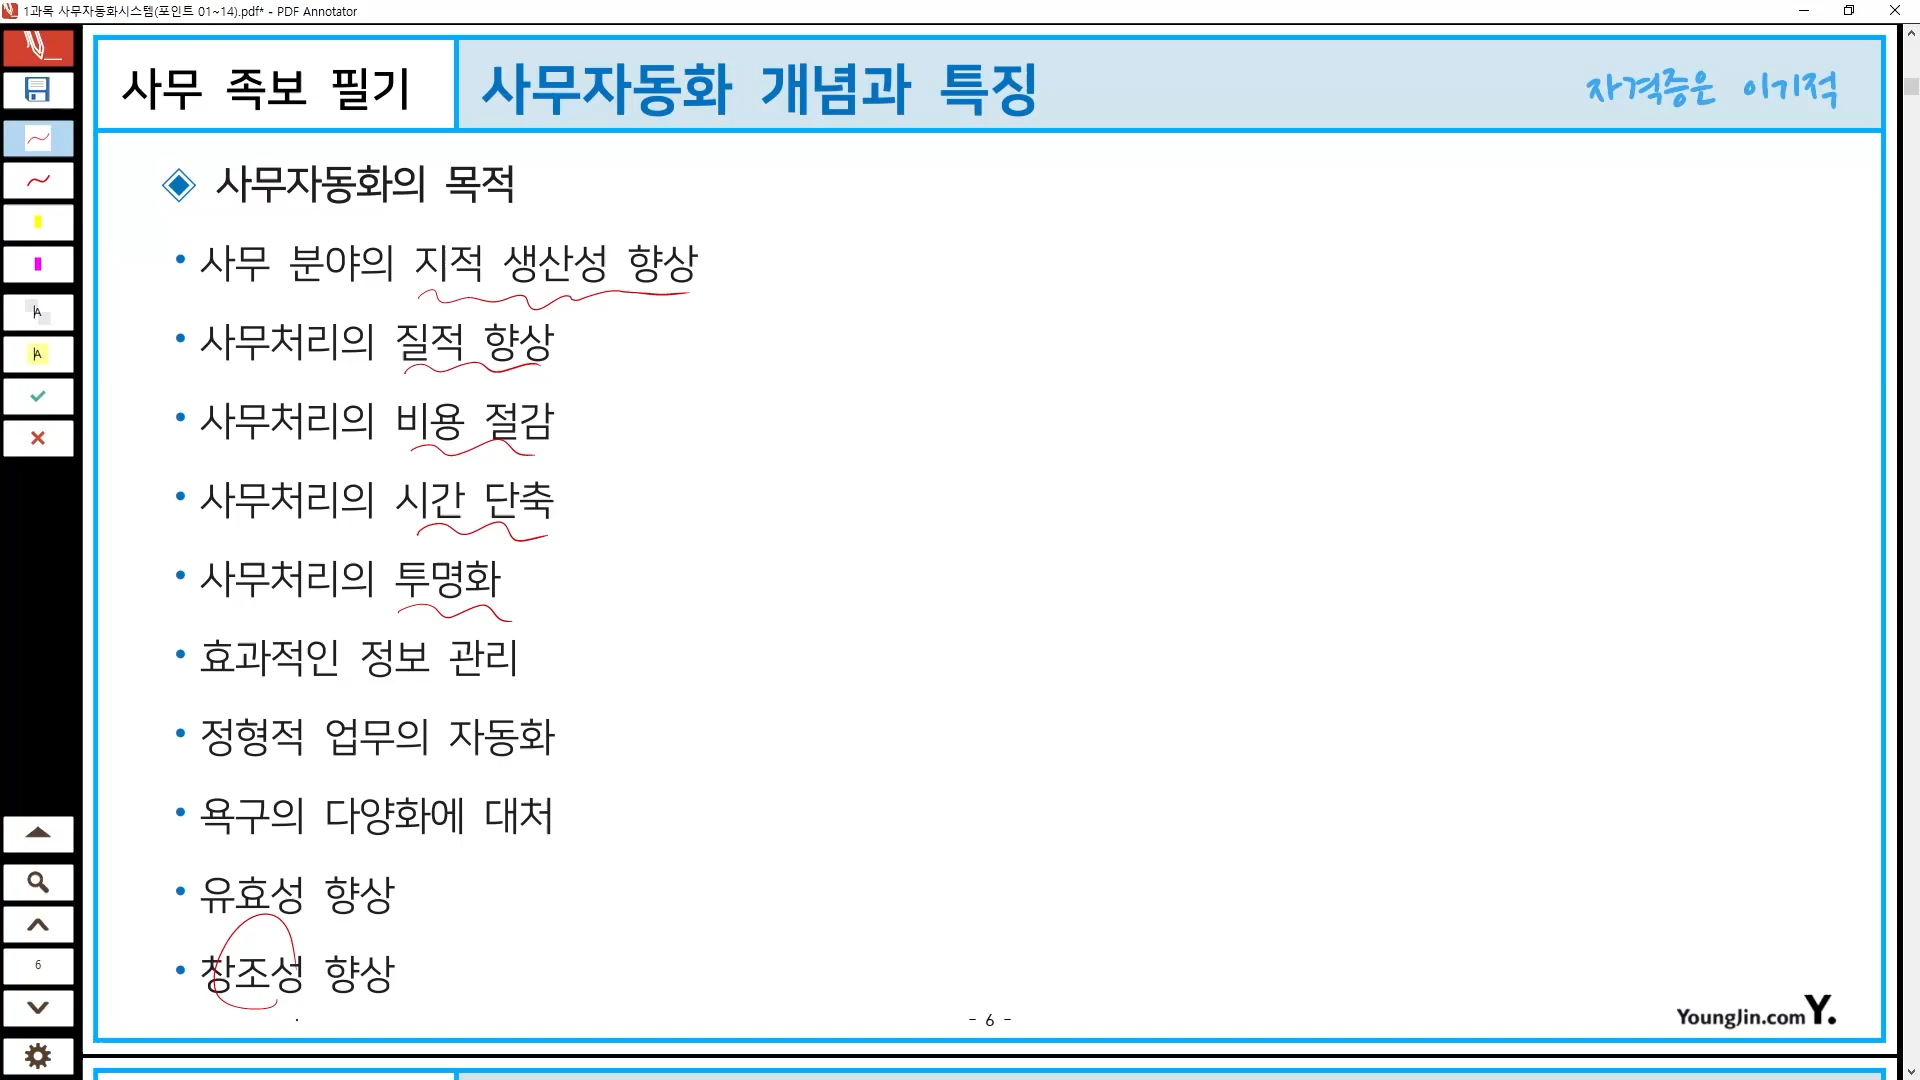 1과목 사무자동화시스템(포인트 01~14).pdf* - PDF Annotator
사무 족보 필기
사무자동화 개념과 특징
자격증은 이기적
사무자동화의 목적
• 사무 분야의 지적 생산성 향상
• 사무처리의 질적 향상
• 사무처리의 비용 절감
• 사무처리의 시간 단축
• 사무처리의 투명화
• 효과적인 정보 관리
• 정형적 업무의 자동화
• 욕구의 다양화에 대처
• 유효성 향상
• 창조성 향상
- 6 -
YoungJin.com Y.
A
A
6